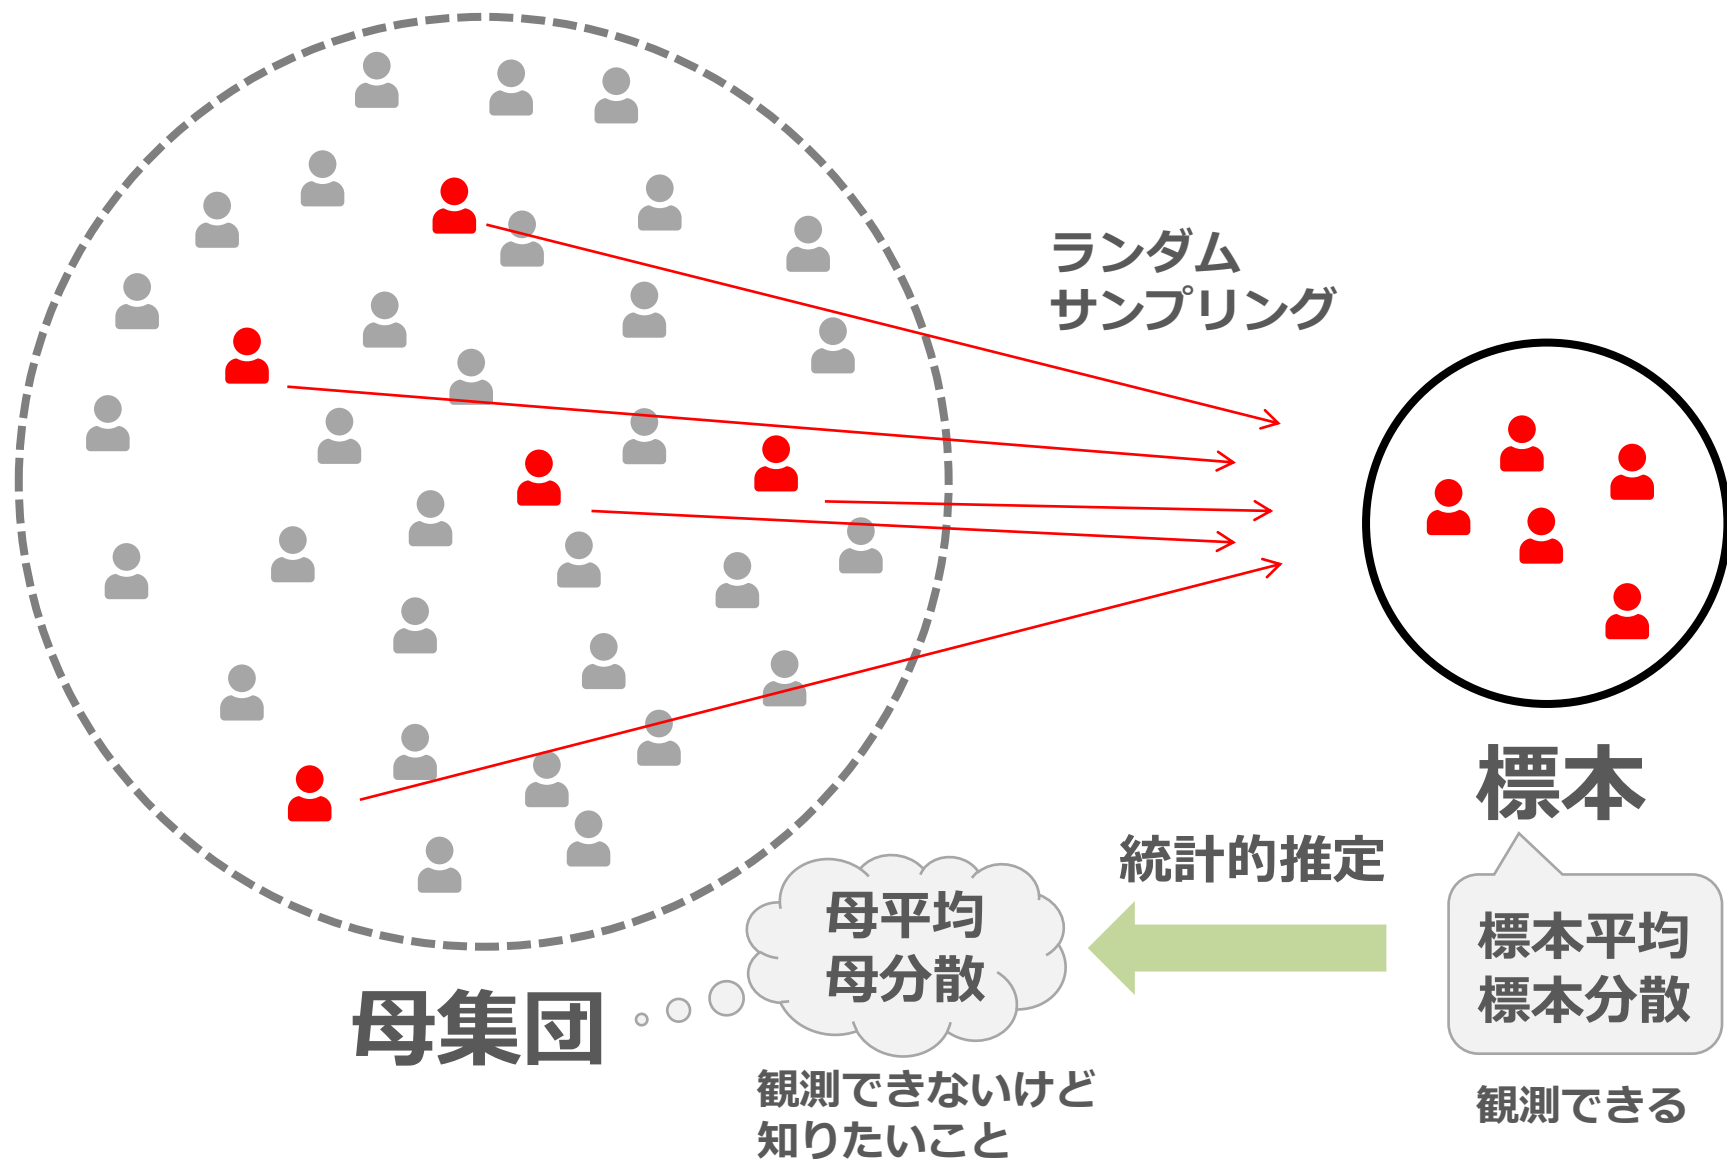 ランダム
サンプリング
標本
統計的推定
母平均
母分散
標本平均
標本分散
母集団
観測できないけど
知りたいこと
観測できる